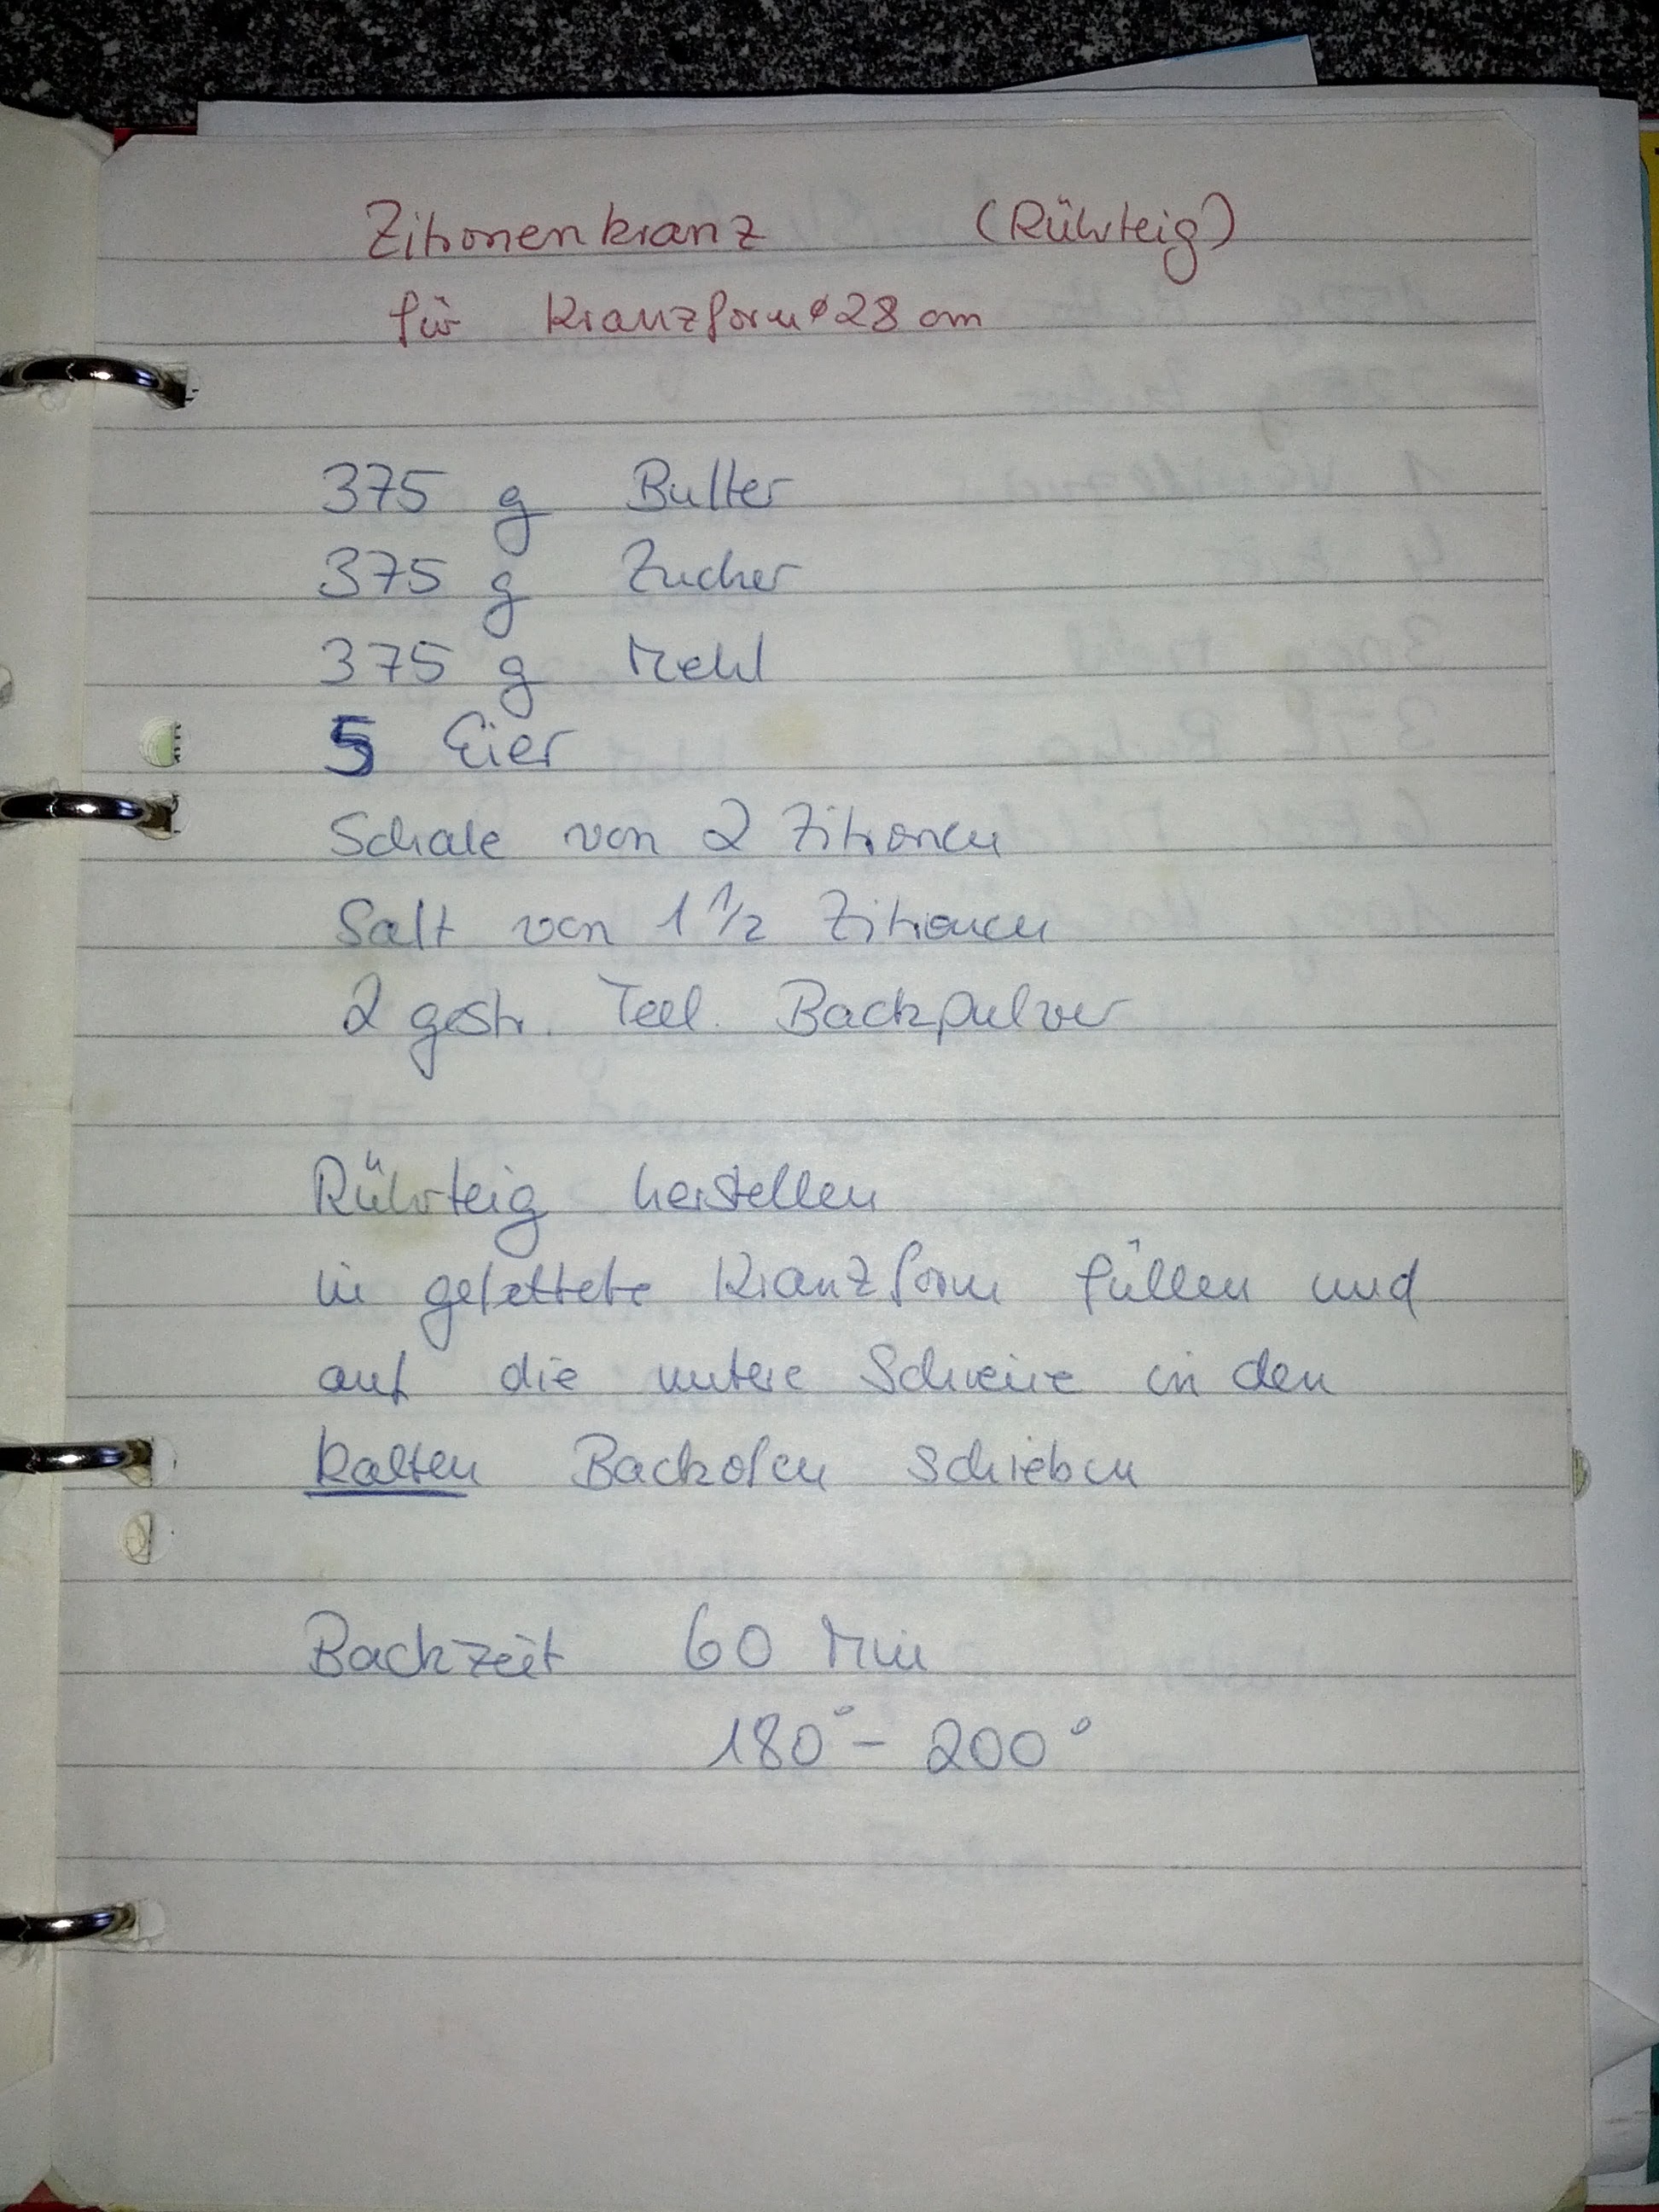 Zitronenkranz (Rührteig)
für Kranzform ø 28 cm
375 g Butter
375 g Zucker
375 g Mehl
5 Eier
Schale von 2 Zitronen
Saft von 1 1/2 Zitronen
2 gestr. Teel. Backpulver
Rührteig herstellen
in gefettete Kranzform füllen und
auf die untere Schiene in den
kalten Backofen schieben
Backzeit 60 Min
180° - 200°